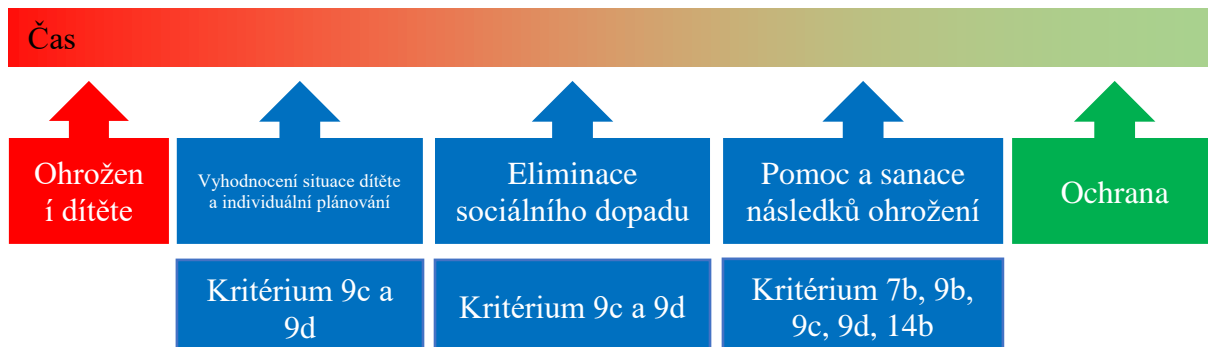 Čas
Ohrožen
í dítěte
Vyhodnocení situace dítěte
a individuální plánování
Eliminace
sociálního dopadu
Pomoc a sanace
následků ohrožení
Ochrana
Kritérium 9c a
9d
Kritérium 9c a 9d
Kritérium 7b, 9b,
9c, 9d, 14b